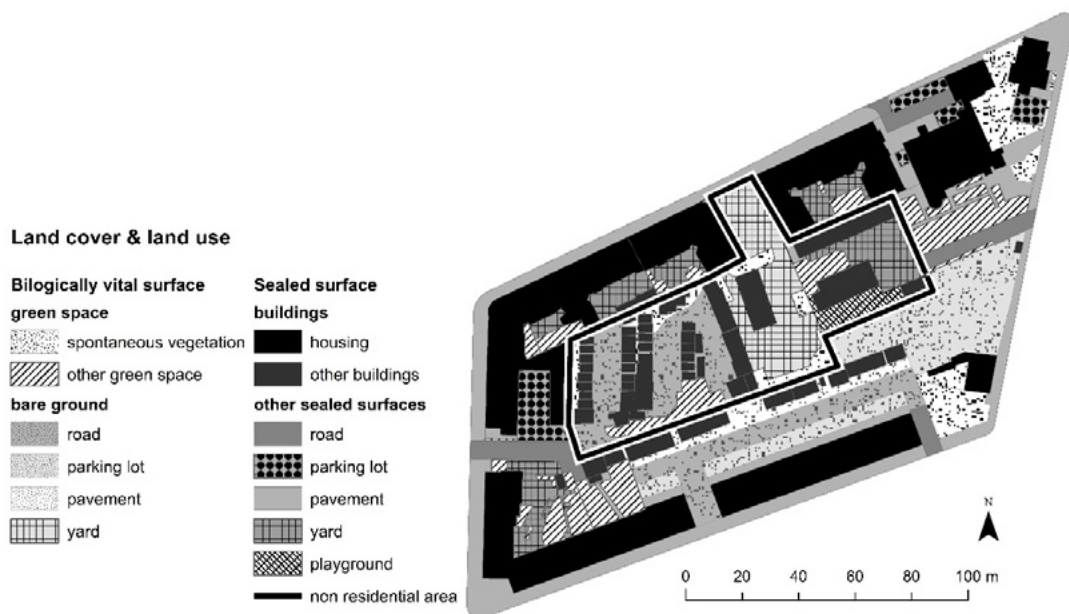 Land cover & land use
Bilogically vital surface
green space
spontaneous vegetation
other green space
bare ground
road
parking lot
pavement
yard
Sealed surface
buildings
housing
other buildings
other sealed surfaces
road
parking lot
pavement
yard
playground
non residential area
N
0 20 40 60 80 100 m